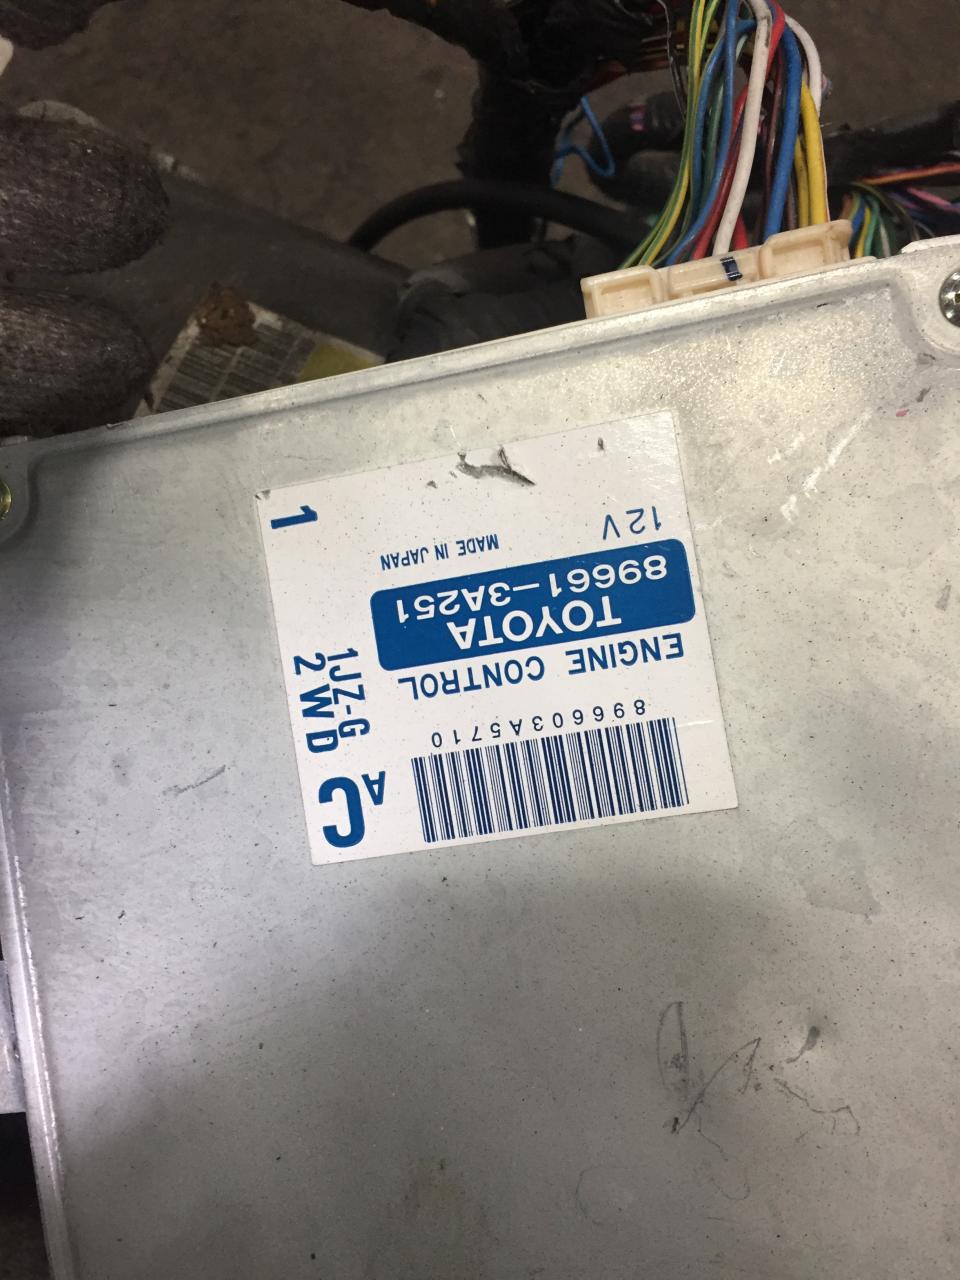 896603A5710
ENGINE CONTROL
TOYOTA
89661-3A251
MADE IN JAPAN
12V
AC
2WD
1JZ-G
1